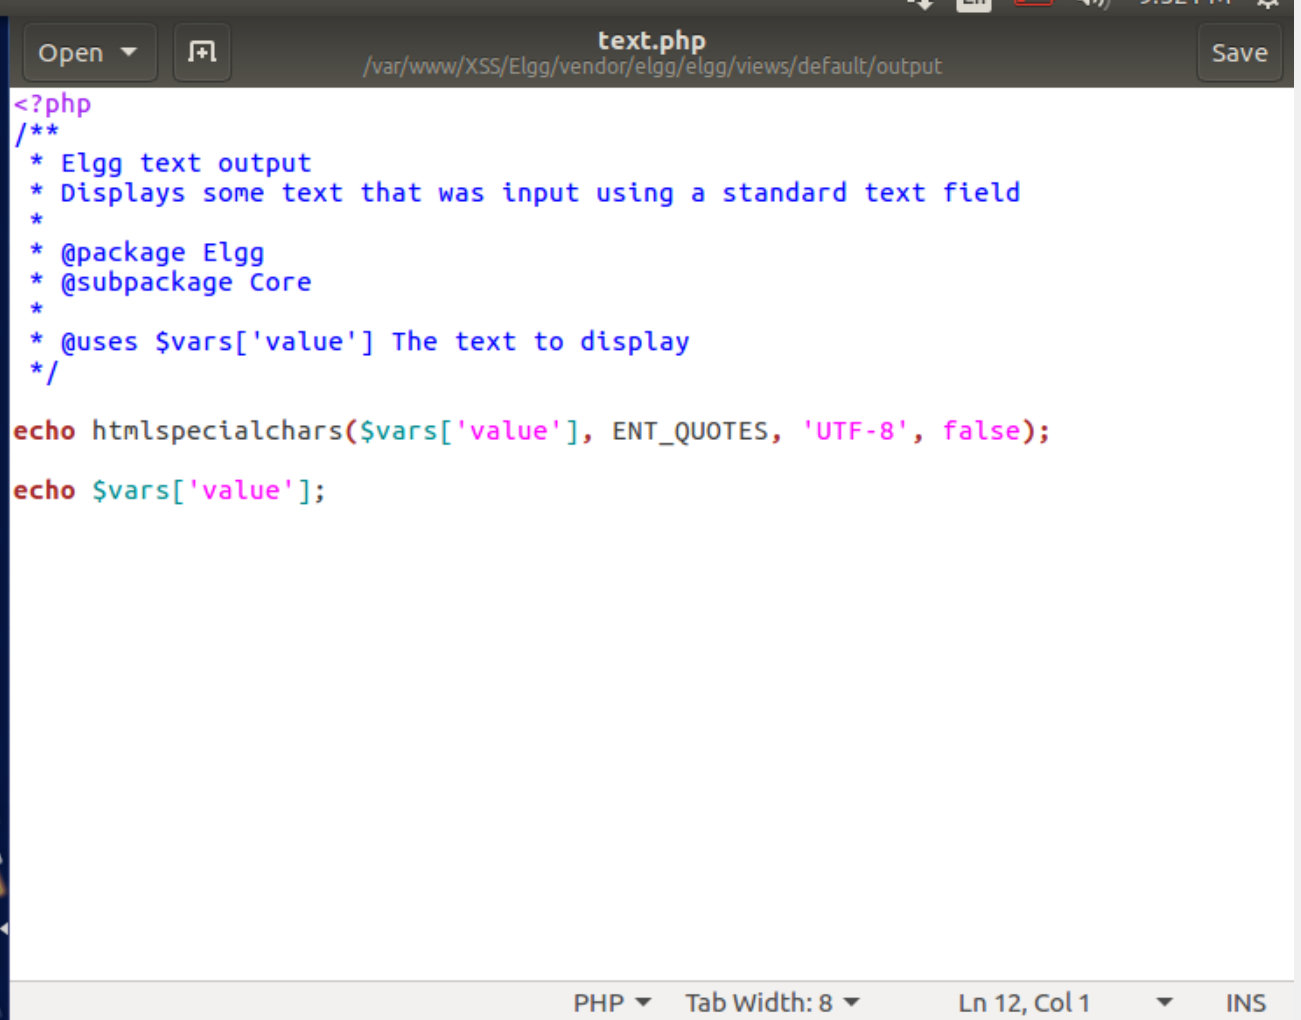 Open
text.php
/var/www/XSS/Elgg/vendor/elgg/elgg/views/default/output
Save
<?php
/**
 * Elgg text output
 * Displays some text that was input using a standard text field
 *
 * @package Elgg
 * @subpackage Core
 *
 * @uses $vars['value'] The text to display
 */

echo htmlspecialchars($vars['value'], ENT_QUOTES, 'UTF-8', false);

echo $vars['value'];
PHP Tab Width: 8 Ln 12, Col 1 INS